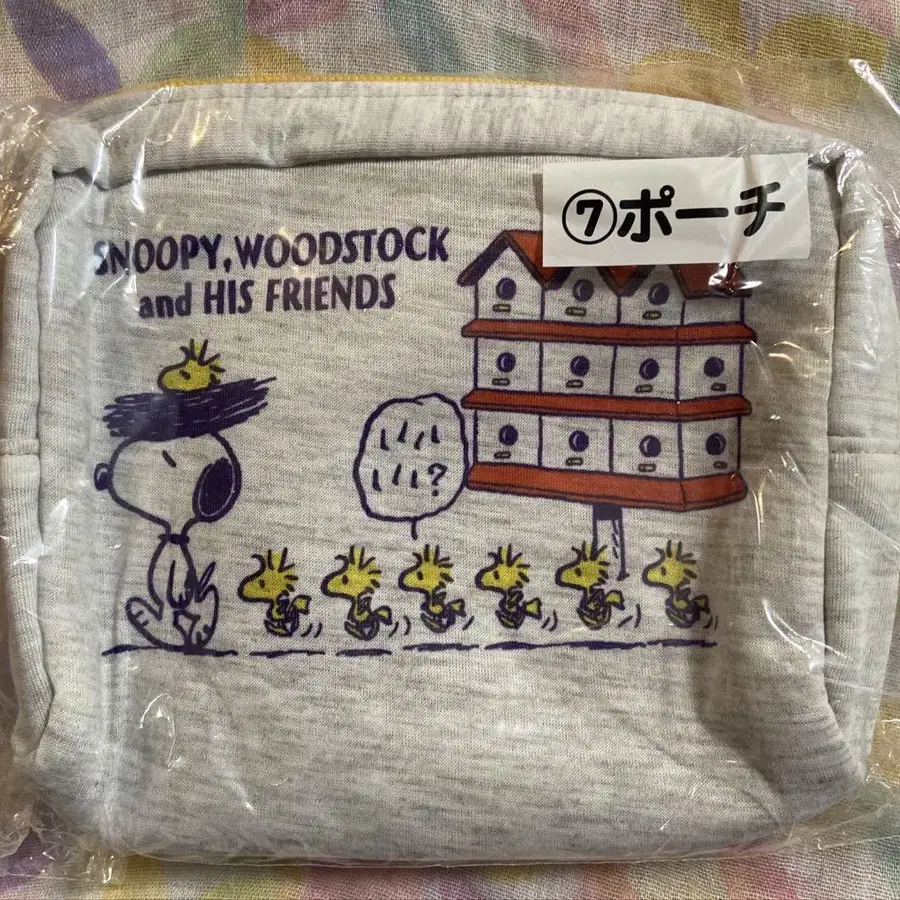 ⑦ポーチ
SNOOPY, WOODSTOCK
and HIS FRIENDS
?